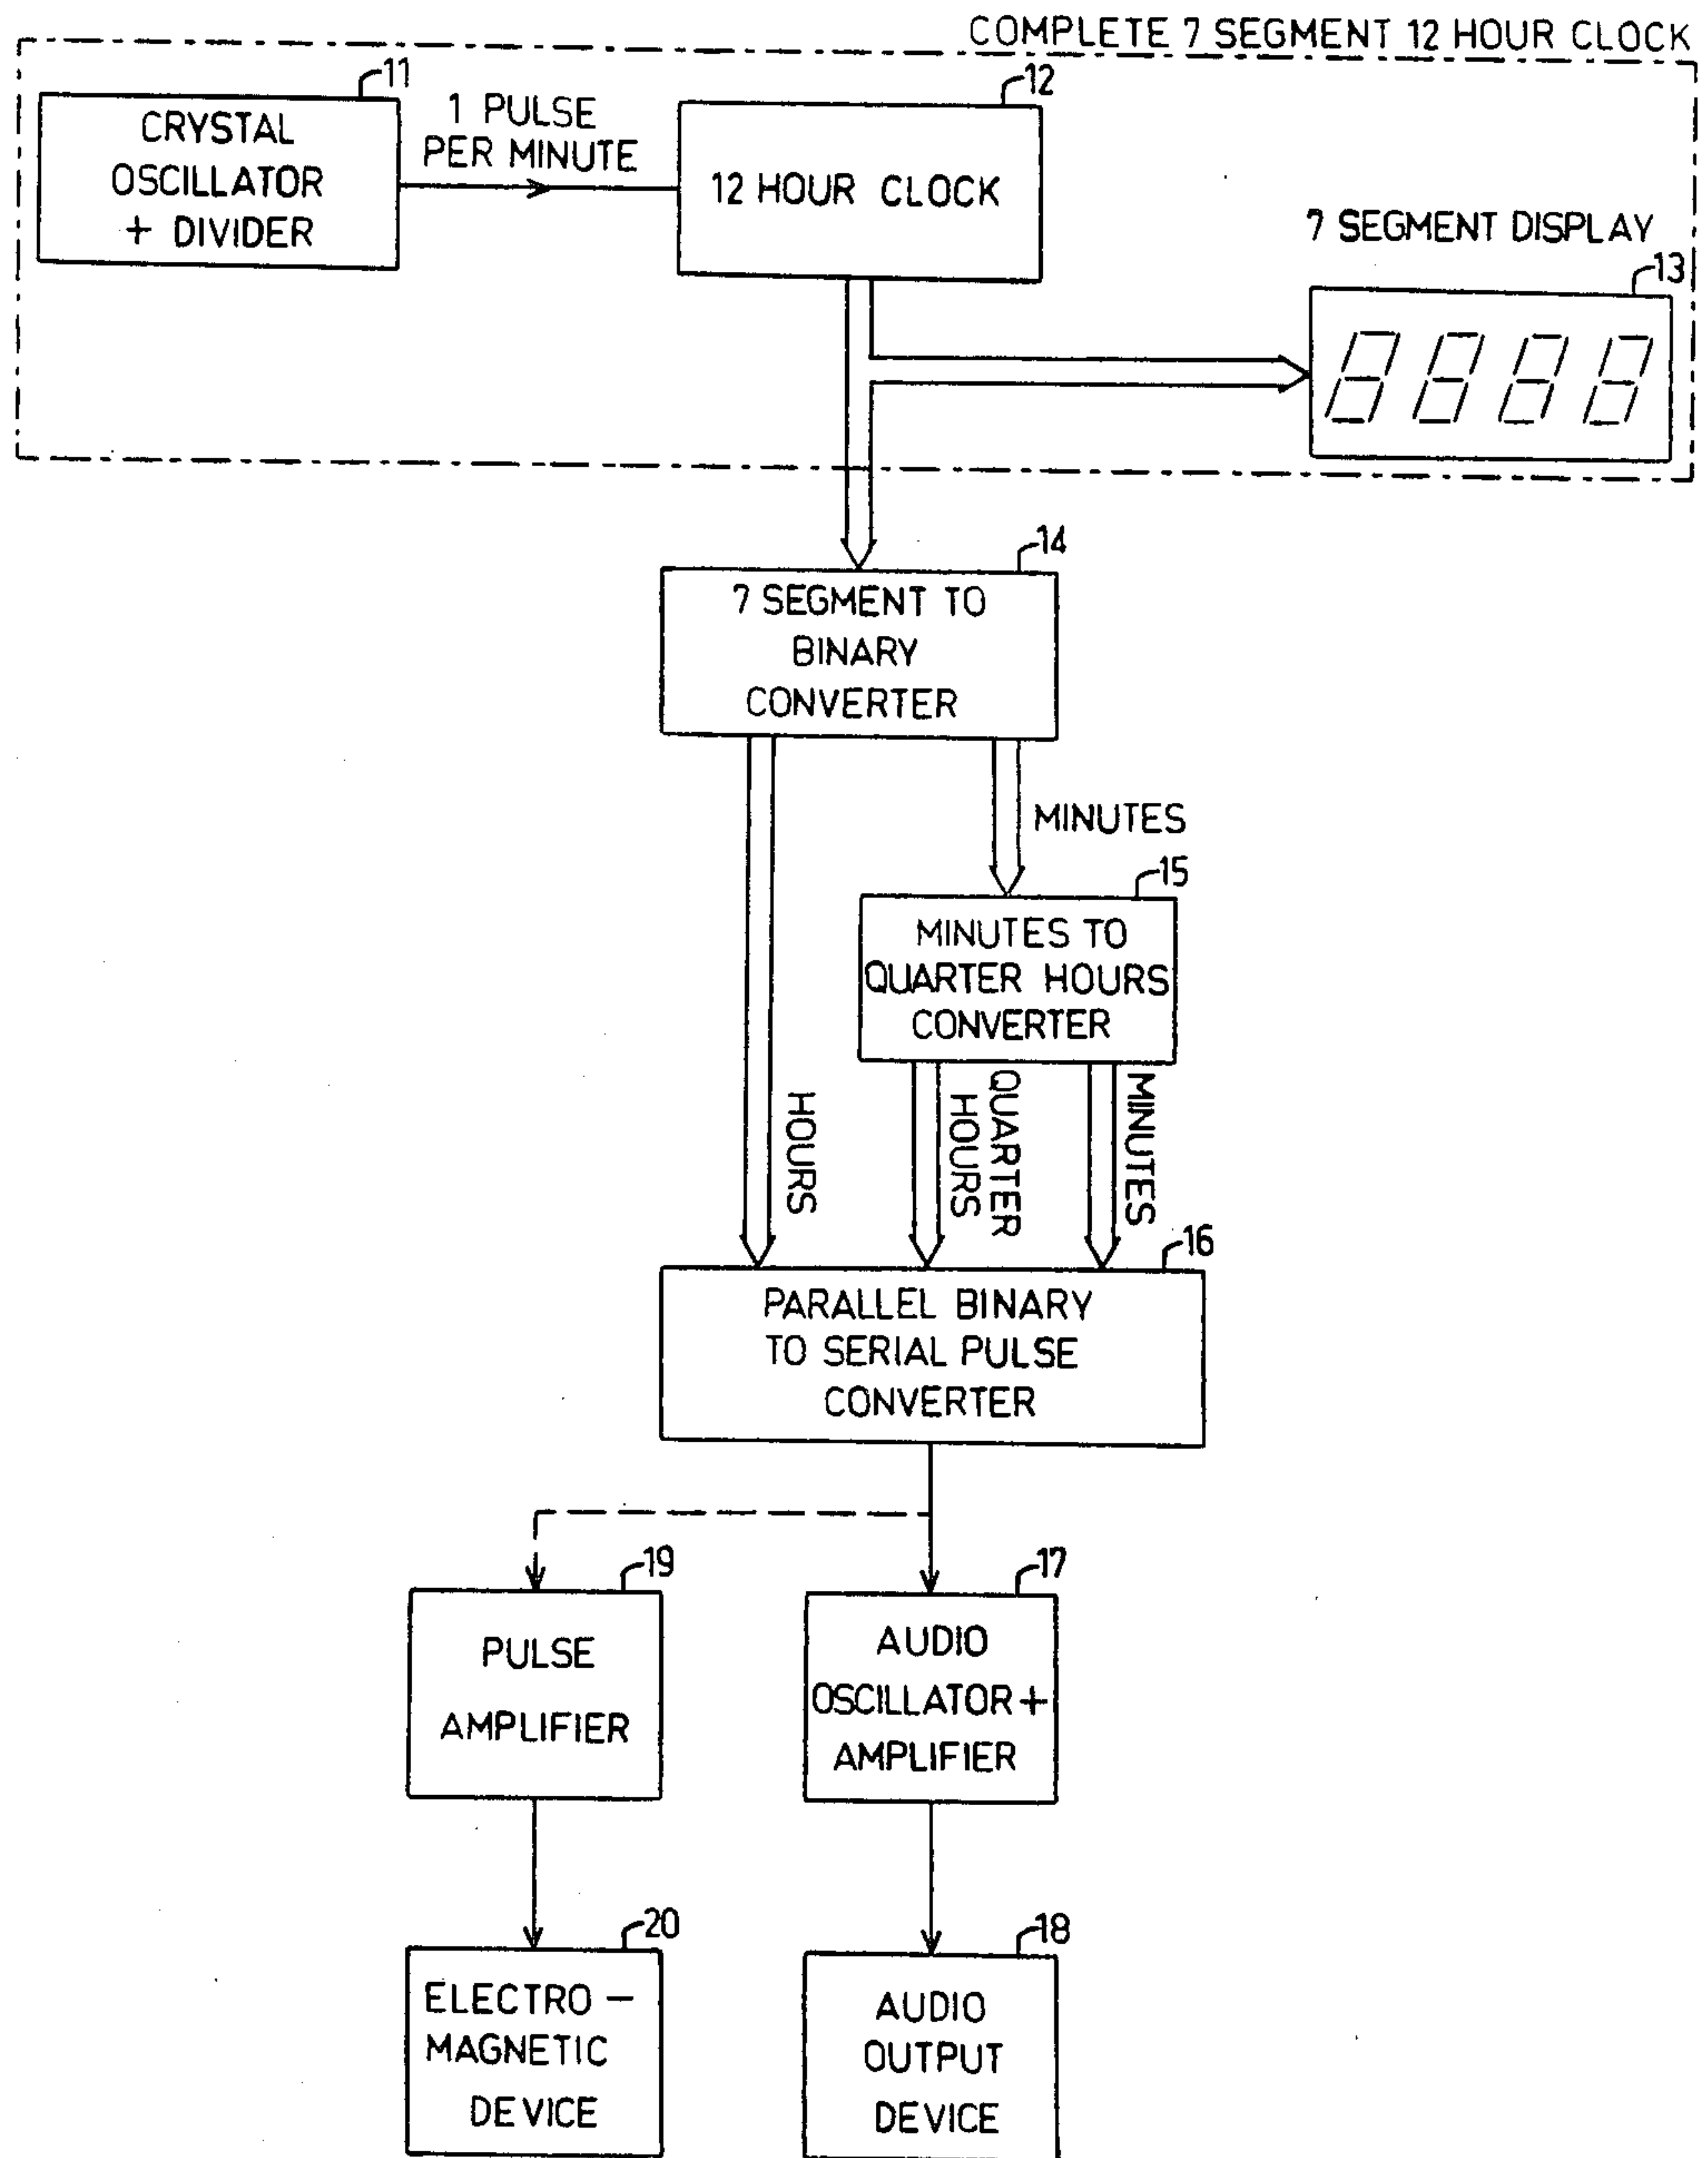 COMPLETE 7 SEGMENT 12 HOUR CLOCK
11
CRYSTAL
OSCILLATOR
+ DIVIDER
1 PULSE
PER MINUTE
12
12 HOUR CLOCK
7 SEGMENT DISPLAY
13
8888
14
7 SEGMENT TO
BINARY
CONVERTER
MINUTES
15
MINUTES TO
QUARTER HOURS
CONVERTER
HOURS
QUARTER
HOURS
MINUTES
16
PARALLEL BINARY
TO SERIAL PULSE
CONVERTER
19
PULSE
AMPLIFIER
17
AUDIO
OSCILLATOR +
AMPLIFIER
20
ELECTRO -
MAGNETIC
DEVICE
18
AUDIO
OUTPUT
DEVICE